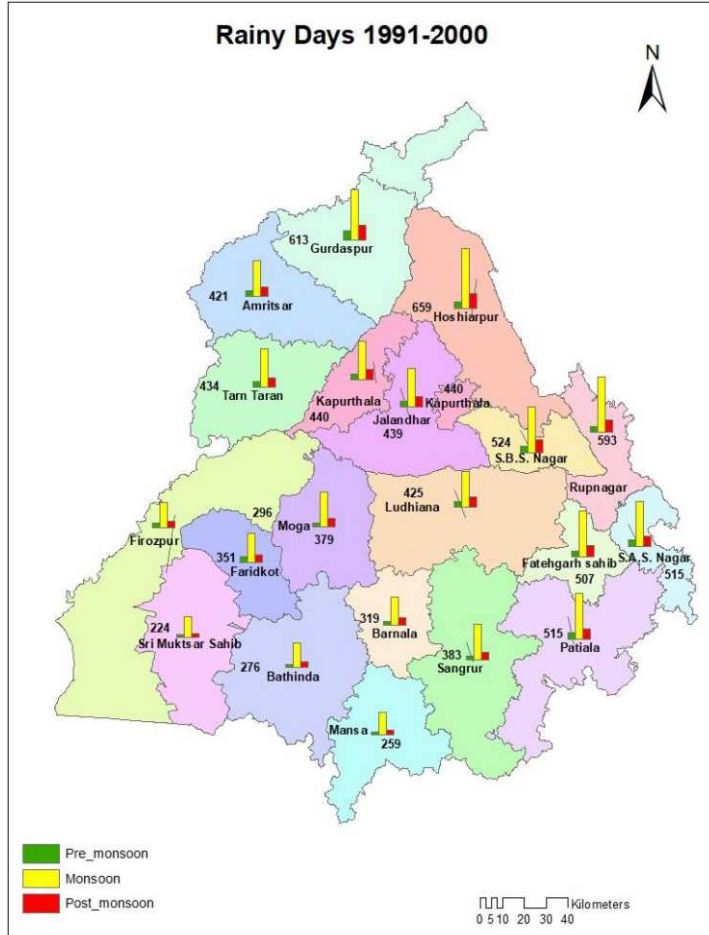 Rainy Days 1991-2000
N
613
Gurdaspur
421
Amritsar
659
Hoshiarpur
434
Tarn Taran
Kapurthala
440
440
Kapurthala
Jalandhar
439
593
Rupnagar
524
S.B.S. Nagar
425
Ludhiana
296
Firozpur
Moga
379
351
Faridkot
Fatehgarh sahib
507
S.A.S. Nagar
515
224
Sri Muktsar Sahib
319
Barnala
383
Sangrur
515
Patiala
276
Bathinda
Mansa
259
Pre_monsoon
Monsoon
Post_monsoon
Kilometers
0 5 10 20 30 40